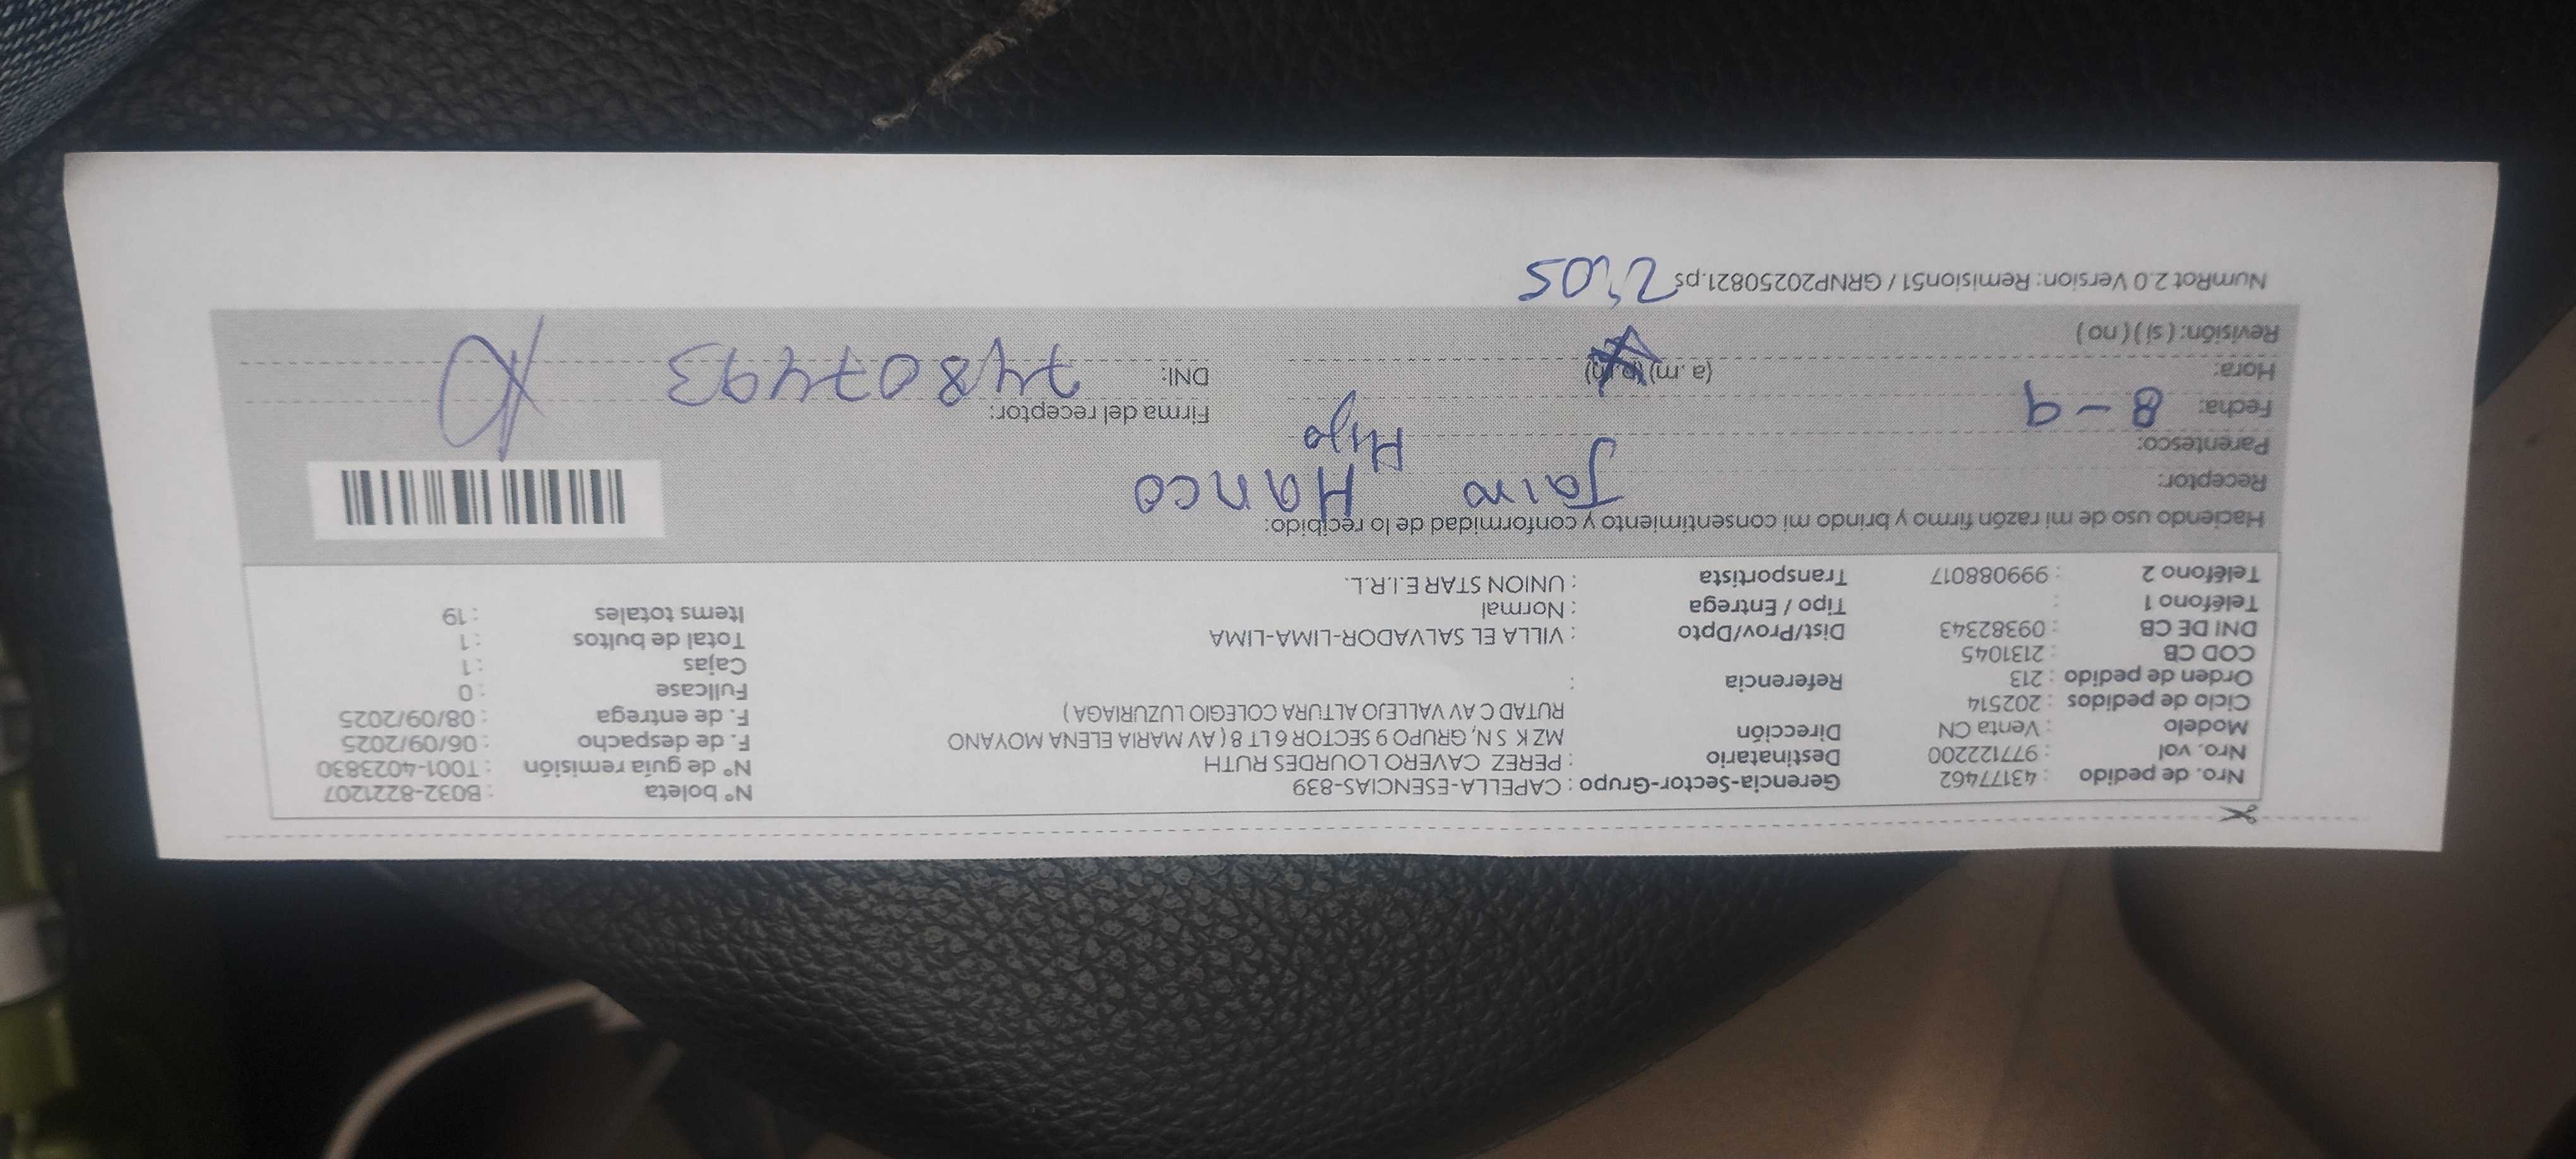 Nro. de pedido : 43177462 Gerencia-Sector-Grupo : CAPELLA-ESENCIAS-839 N° boleta : B032-8221207
Nro. vol : 977122200 Destinatario : PEREZ CAVERO LOURDES RUTH N° de guía remisión : T001-4023830
Modelo : Venta CN Dirección MZ K S N, GRUPO 9 SECTOR 6 LT 8 ( AV MARIA ELENA MOYANO F. de despacho : 06/09/2025
Ciclo de pedidos : 202514 RUTAD C AV VALLEJO ALTURA COLEGIO LUZURIAGA ) F. de entrega : 08/09/2025
Orden de pedido : 213 Referencia : Fullcase : 0
COD CB : 2131045 Cajas : 1
DNI DE CB : 09382343 Dist/Prov/Dpto : VILLA EL SALVADOR-LIMA-LIMA Total de bultos : 1
Teléfono 1 : Tipo / Entrega : Normal Items totales : 19
Teléfono 2 : 999088017 Transportista : UNION STAR E.I.R.L.
Haciendo uso de mi razón firmo y brindo mi consentimiento y conformidad de lo recibido:
Receptor: Jairo Hanco
Parentesco: Hijo
Fecha: 8-9 Firma del receptor:
Hora: (a .m) (p.m) DNI: 74807493
Revisión: ( si ) ( no )
NumRot 2.0 Version: Remision51 / GRNP20250821.ps 2:05